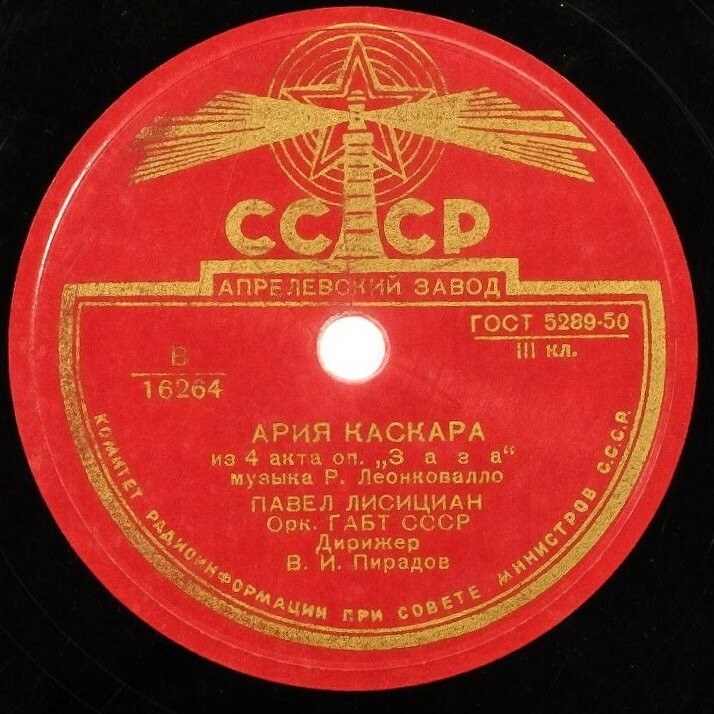 СССР
АПРЕЛЕВСКИЙ ЗАВОД
ГОСТ 5289-50
III кл.
В
16264
АРИЯ КАСКАРА
из 4 акта оп. „З а з а“
музыка Р. Леонковалло
ПАВЕЛ ЛИСИЦИАН
Орк. ГАБТ СССР
Дирижер
В. И. Пирадов
КОМИТЕТ РАДИОИНФОРМАЦИИ ПРИ СОВЕТЕ МИНИСТРОВ С.С.С.Р.